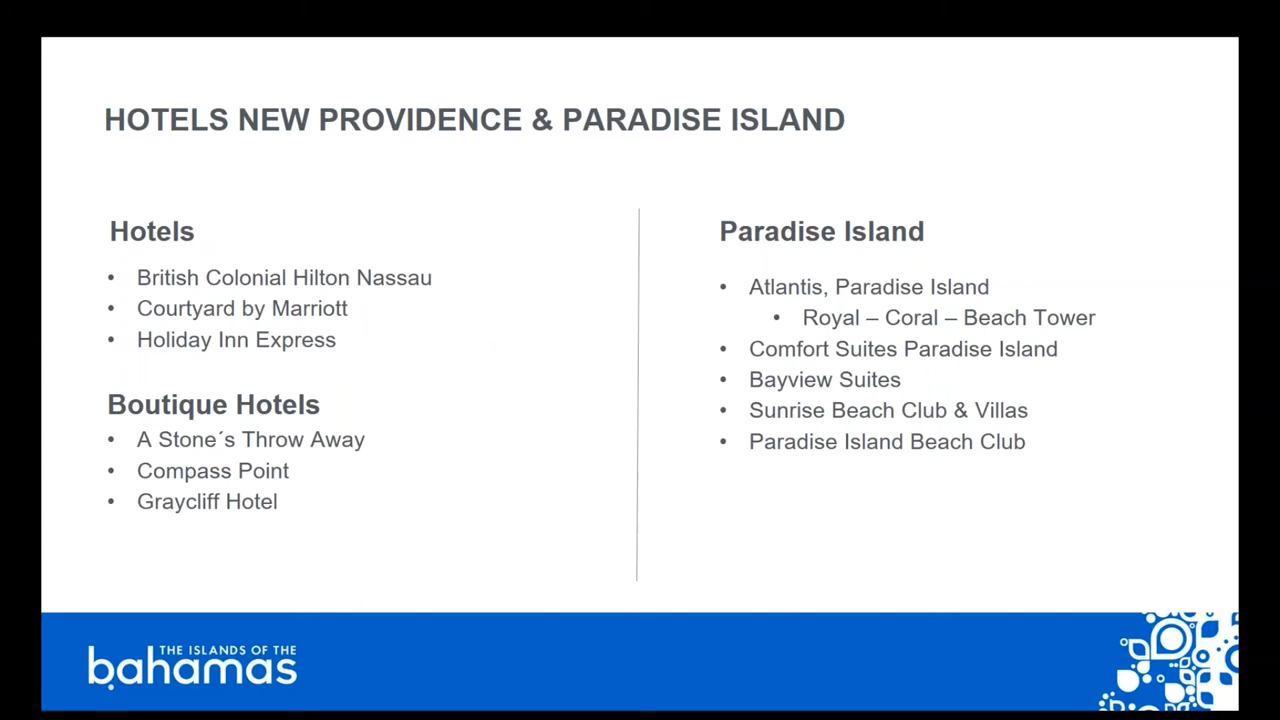 HOTELS NEW PROVIDENCE & PARADISE ISLAND
Hotels
• British Colonial Hilton Nassau
• Courtyard by Marriott
• Holiday Inn Express
Boutique Hotels
• A Stone´s Throw Away
• Compass Point
• Graycliff Hotel
Paradise Island
• Atlantis, Paradise Island
• Royal – Coral – Beach Tower
• Comfort Suites Paradise Island
• Bayview Suites
• Sunrise Beach Club & Villas
• Paradise Island Beach Club
THE ISLANDS OF THE
bahamas